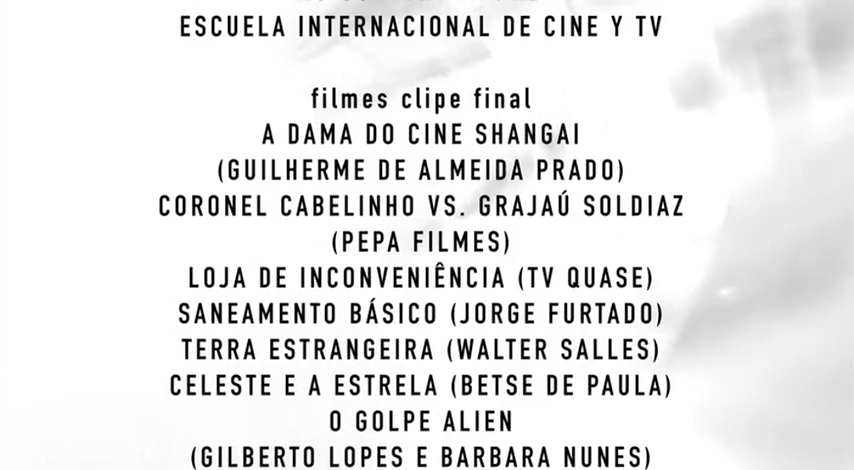 ESCUELA INTERNACIONAL DE CINE Y TV
filmes clipe final
A DAMA DO CINE SHANGAI
(GUILHERME DE ALMEIDA PRADO)
CORONEL CABELINHO VS. GRAJAÚ SOLDIAZ
(PEPA FILMES)
LOJA DE INCONVENIÊNCIA (TV QUASE)
SANEAMENTO BÁSICO (JORGE FURTADO)
TERRA ESTRANGEIRA (WALTER SALLES)
CELESTE E A ESTRELA (BETSE DE PAULA)
O GOLPE ALIEN
(GILBERTO LOPES E BARBARA NUNES)